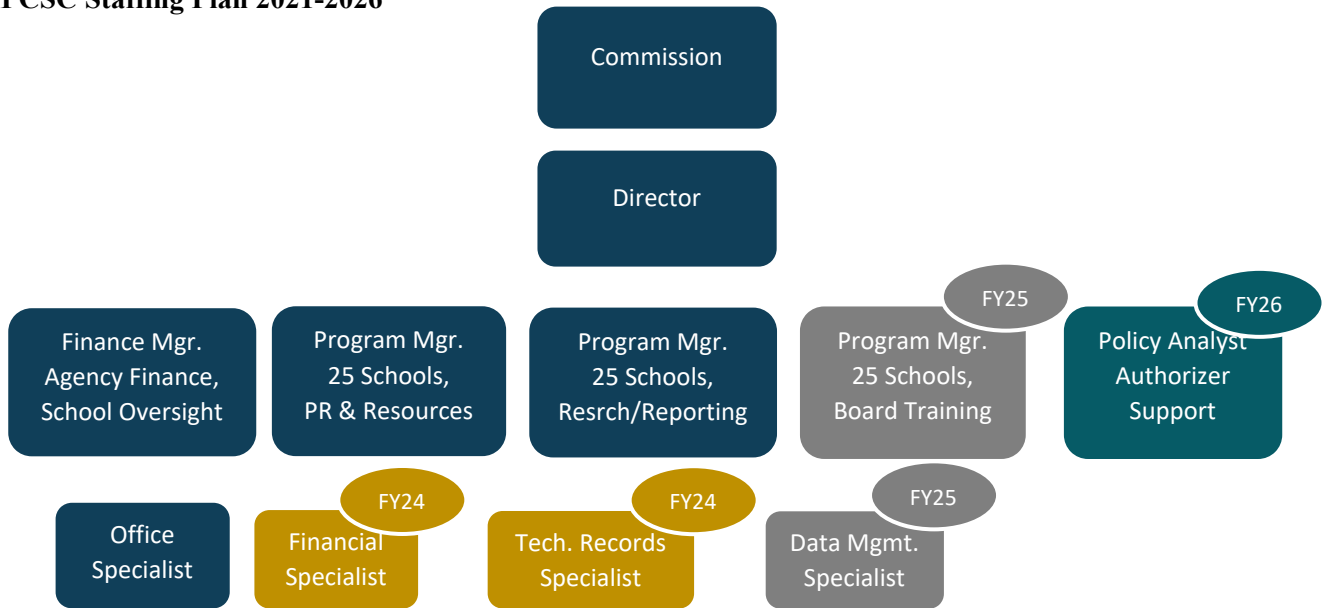 PCSC Staffing Plan 2021-2026
Commission
Director
Finance Mgr.
Agency Finance,
School Oversight
Program Mgr.
25 Schools,
PR & Resources
Program Mgr.
25 Schools,
Resrch/Reporting
FY25
Program Mgr.
25 Schools,
Board Training
FY26
Policy Analyst
Authorizer
Support
Office
Specialist
FY24
Financial
Specialist
FY24
Tech. Records
Specialist
FY25
Data Mgmt.
Specialist